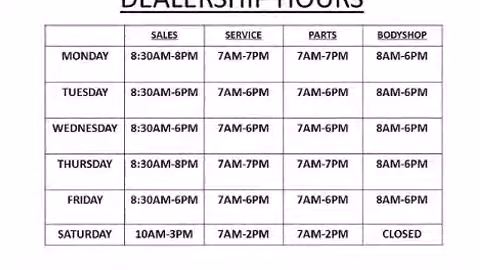 DEALERSHIP HOURS
SALES SERVICE PARTS BODYSHOP
MONDAY 8:30AM-8PM 7AM-7PM 7AM-7PM 8AM-6PM
TUESDAY 8:30AM-6PM 7AM-6PM 7AM-6PM 8AM-6PM
WEDNESDAY 8:30AM-6PM 7AM-6PM 7AM-6PM 8AM-6PM
THURSDAY 8:30AM-8PM 7AM-7PM 7AM-7PM 8AM-6PM
FRIDAY 8:30AM-6PM 7AM-6PM 7AM-6PM 8AM-6PM
SATURDAY 10AM-3PM 7AM-2PM 7AM-2PM CLOSED